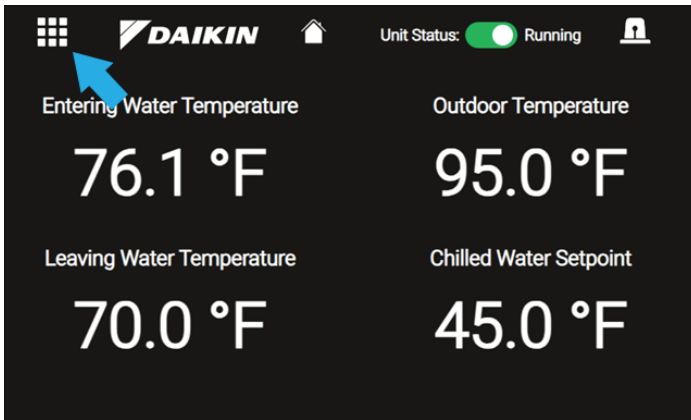 DAIKIN Unit Status: Running
Entering Water Temperature Outdoor Temperature
76.1 °F 95.0 °F
Leaving Water Temperature Chilled Water Setpoint
70.0 °F 45.0 °F